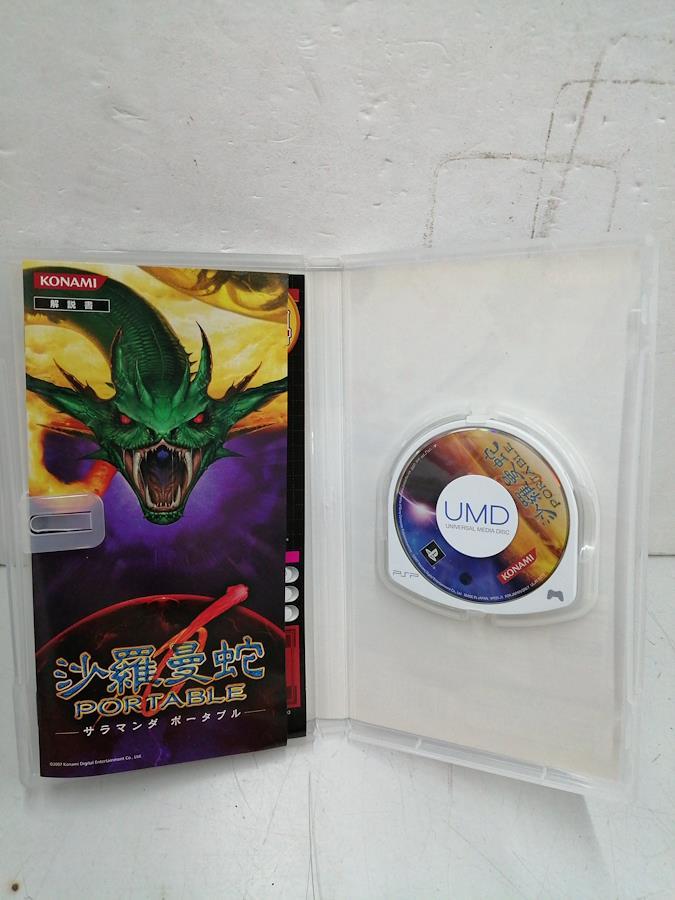 KONAMI
解説書
沙羅曼蛇
PORTABLE
サラマンダ ポータブル
©2007 Konami Digital Entertainment Co., Ltd.
沙羅曼蛇
PORTABLE
UMD
UNIVERSAL MEDIA DISC
KONAMI
PSP